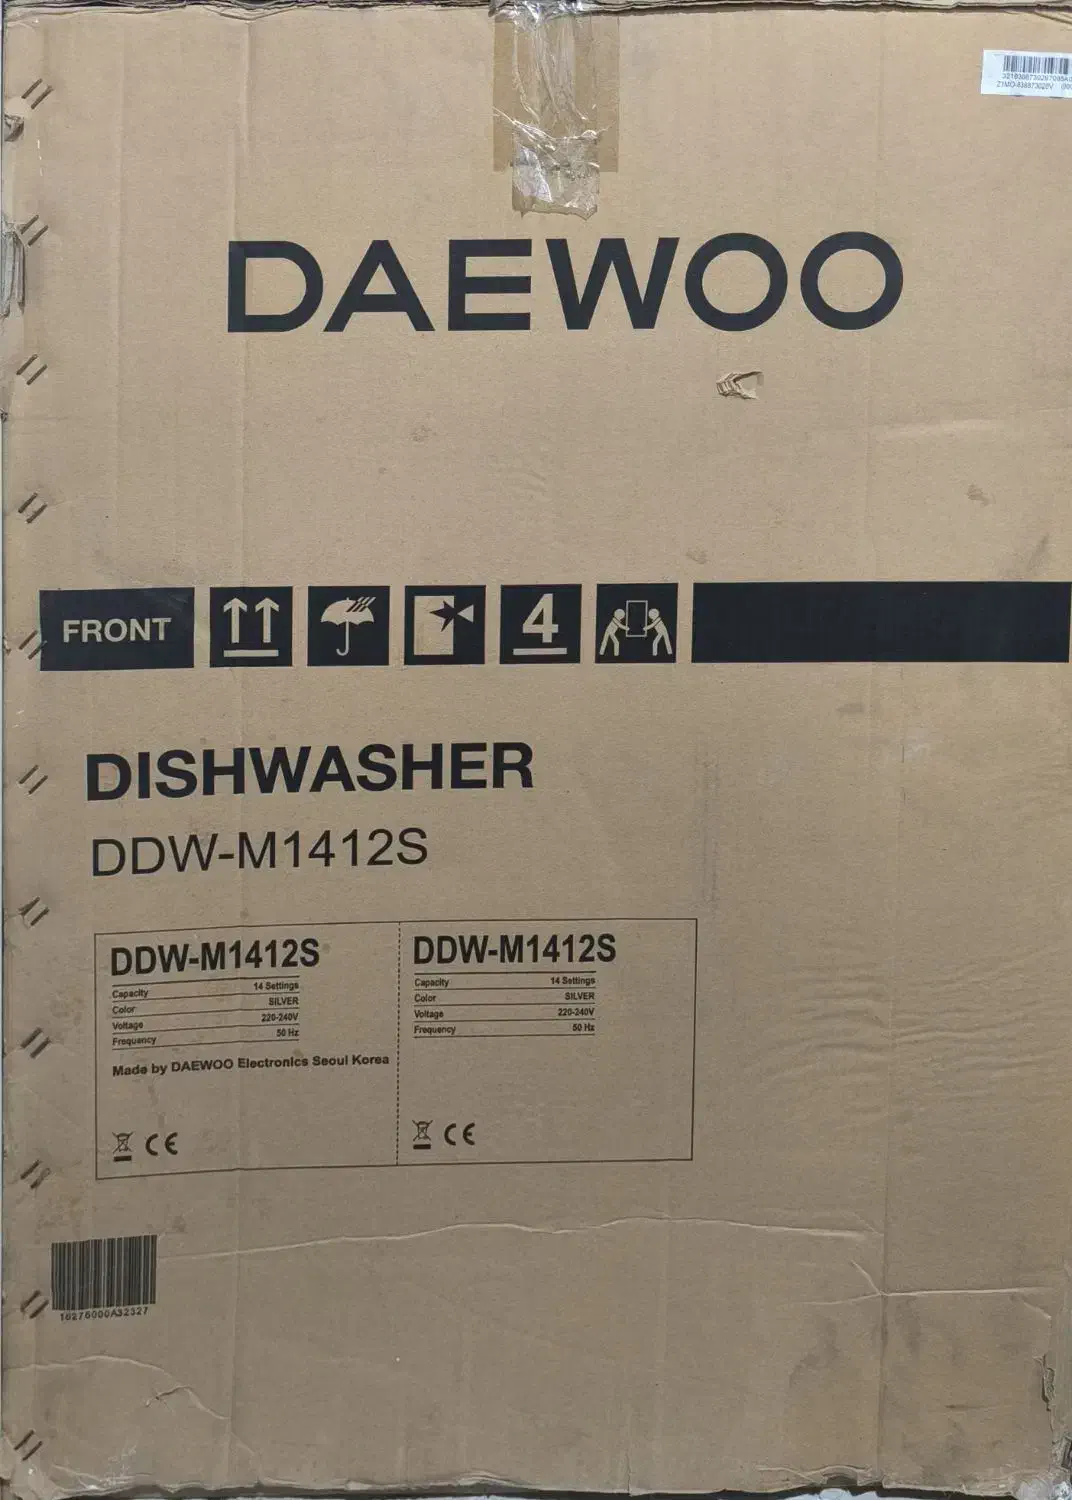 DAEWOO
FRONT
4
DISHWASHER
DDW-M1412S
DDW-M1412S
Capacity 14 Settings
Color SILVER
Voltage 220-240V
Frequency 50 Hz
Made by DAEWOO Electronics Seoul Korea
CE
DDW-M1412S
Capacity 14 Settings
Color SILVER
Voltage 220-240V
Frequency 50 Hz
CE
16276000A32327